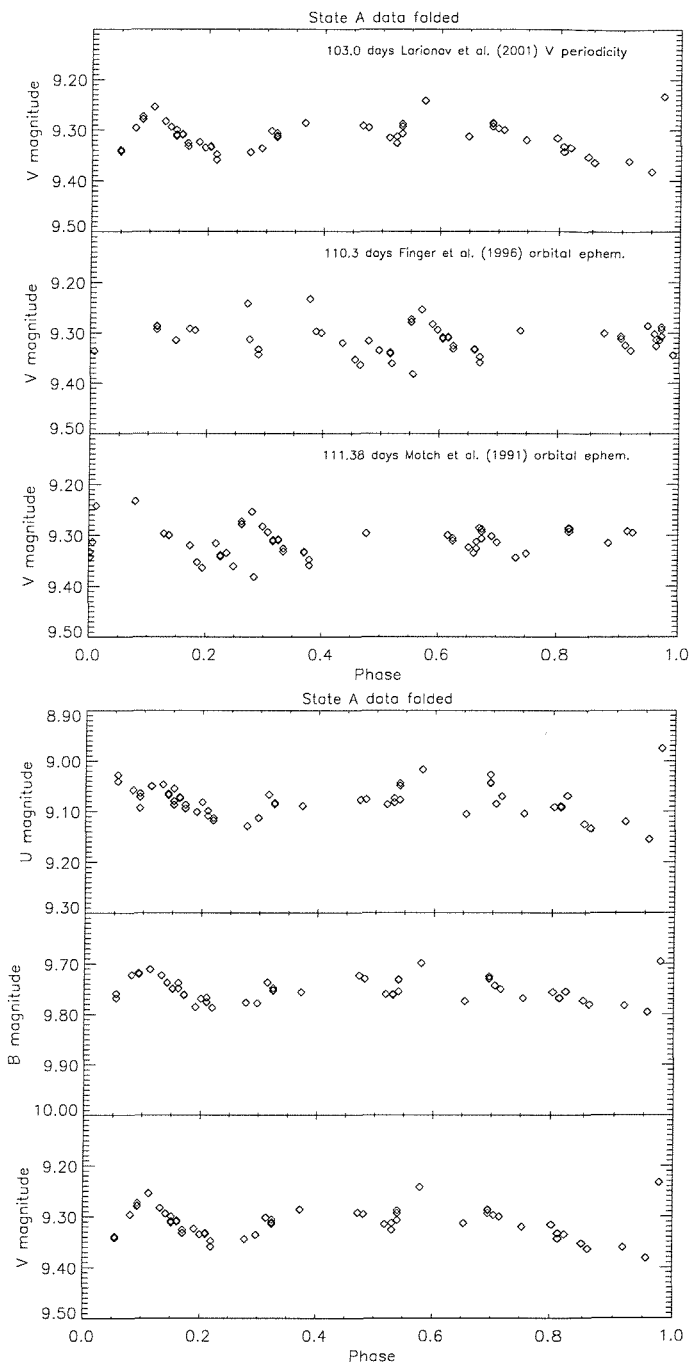 State A data folded
103.0 days Larionav et al. (2001) V periodicity
V magnitude
9.20
9.30
9.40
9.50
110.3 days Finger et al. (1996) orbital ephem.
V magnitude
9.20
9.30
9.40
9.50
111.38 days Motch et al. (1991) orbital ephem.
V magnitude
9.20
9.30
9.40
9.50
0.0 0.2 0.4 0.6 0.8 1.0
Phase
State A data folded
U magnitude
8.90
9.00
9.10
9.20
9.30
B magnitude
9.70
9.80
9.90
10.00
V magnitude
9.20
9.30
9.40
9.50
0.0 0.2 0.4 0.6 0.8 1.0
Phase